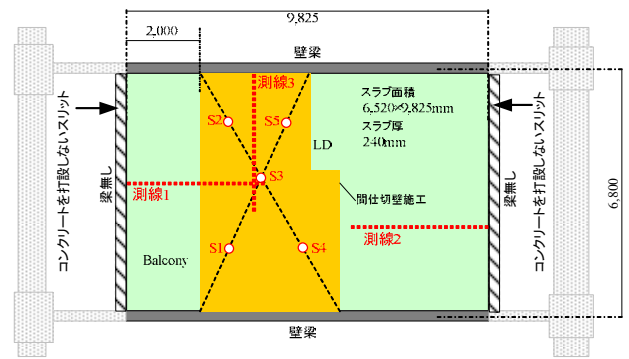 9,825
2,000
壁梁
コンクリートを打設しないスリット
梁無し
測線3
S2
S5
スラブ面積
6,520×9,825mm
スラブ厚
240mm
LD
S3
測線1
間仕切壁施工
S1
S4
測線2
Balcony
梁無し
コンクリートを打設しないスリット
6,800
壁梁